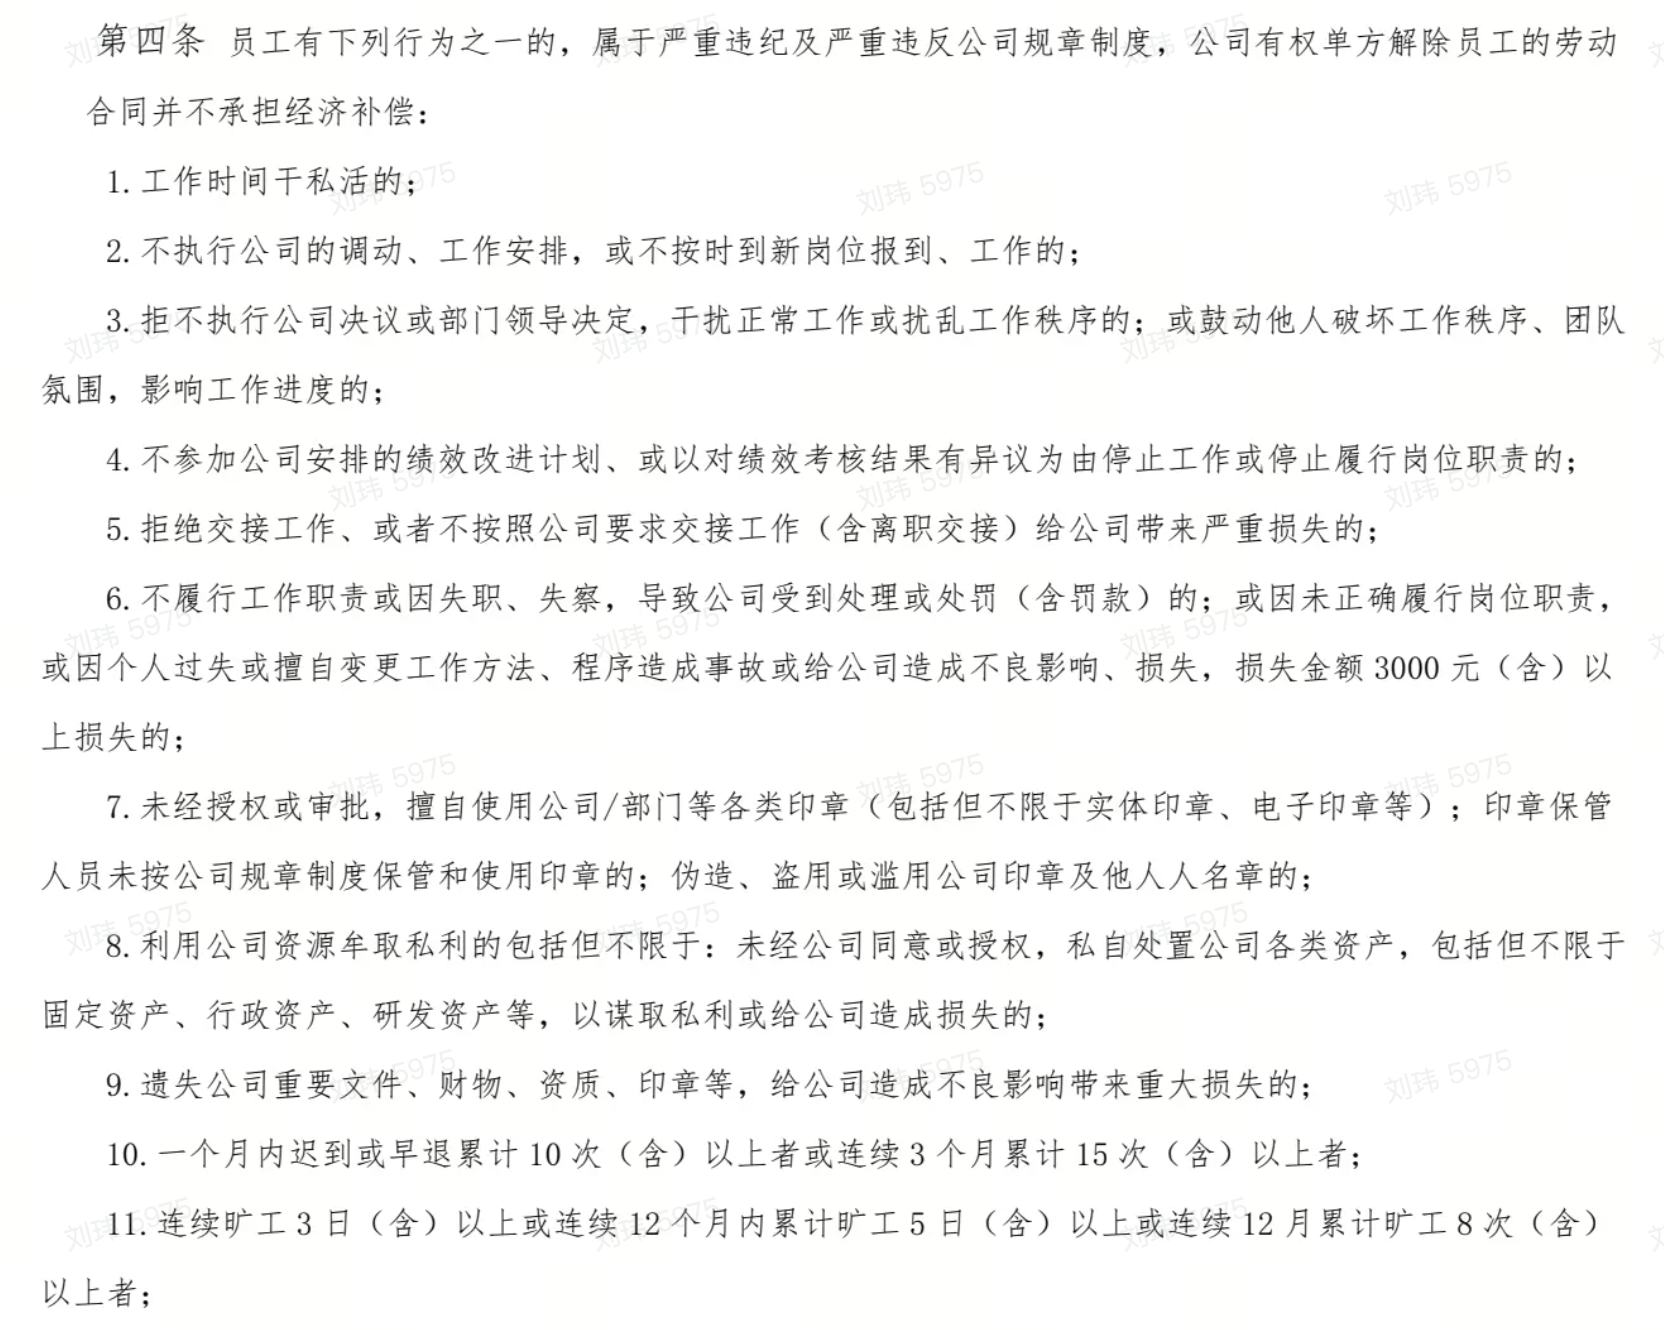 第四条 员工有下列行为之一的，属于严重违纪及严重违反公司规章制度，公司有权单方解除员工的劳动
合同并不承担经济补偿：
1.工作时间干私活的；
2.不执行公司的调动、工作安排，或不按时到新岗位报到、工作的；
3.拒不执行公司决议或部门领导决定，干扰正常工作或扰乱工作秩序的；或鼓动他人破坏工作秩序、团队
氛围，影响工作进度的；
4.不参加公司安排的绩效改进计划、或以对绩效考核结果有异议为由停止工作或停止履行岗位职责的；
5.拒绝交接工作、或者不按照公司要求交接工作（含离职交接）给公司带来严重损失的；
6.不履行工作职责或因失职、失察，导致公司受到处理或处罚（含罚款）的；或因未正确履行岗位职责，
或因个人过失或擅自变更工作方法、程序造成事故或给公司造成不良影响、损失，损失金额 3000 元（含）以
上损失的；
7.未经授权或审批，擅自使用公司/部门等各类印章（包括但不限于实体印章、电子印章等）；印章保管
人员未按公司规章制度保管和使用印章的；伪造、盗用或滥用公司印章及他人人名章的；
8.利用公司资源牟取私利的包括但不限于：未经公司同意或授权，私自处置公司各类资产，包括但不限于
固定资产、行政资产、研发资产等，以谋取私利或给公司造成损失的；
9.遗失公司重要文件、财物、资质、印章等，给公司造成不良影响带来重大损失的；
10.一个月内迟到或早退累计 10 次（含）以上者或连续 3 个月累计 15 次（含）以上者；
11.连续旷工 3 日（含）以上或连续 12 个月内累计旷工 5 日（含）以上或连续 12 月累计旷工 8 次（含）
以上者；
刘玮 5975